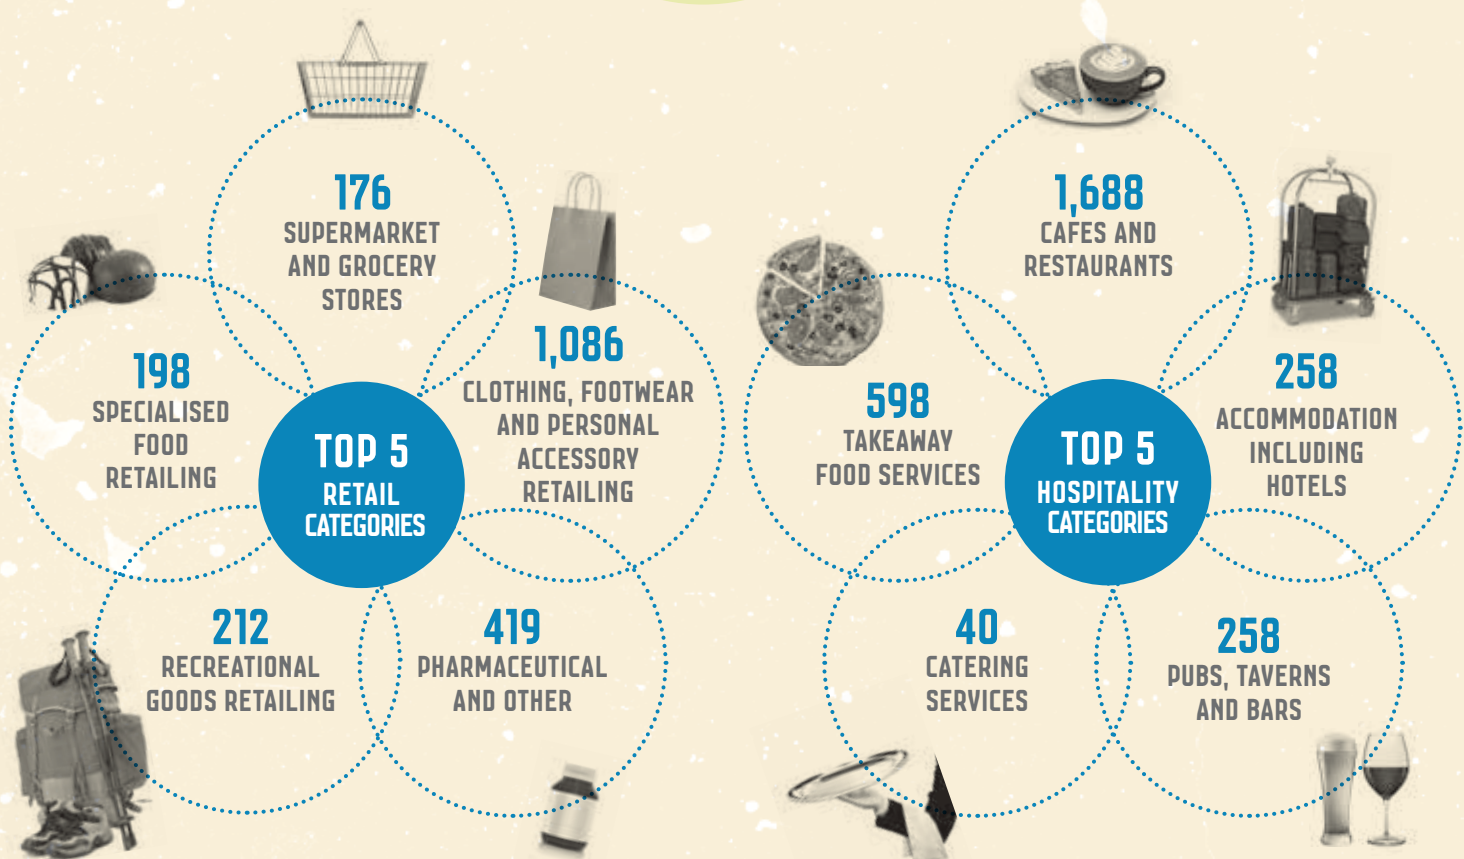 176
SUPERMARKET
AND GROCERY
STORES
1,086
CLOTHING, FOOTWEAR
AND PERSONAL
ACCESSORY
RETAILING
198
SPECIALISED
FOOD
RETAILING
TOP 5
RETAIL
CATEGORIES
212
RECREATIONAL
GOODS RETAILING
419
PHARMACEUTICAL
AND OTHER
1,688
CAFES AND
RESTAURANTS
258
ACCOMMODATION
INCLUDING
HOTELS
598
TAKEAWAY
FOOD SERVICES
TOP 5
HOSPITALITY
CATEGORIES
40
CATERING
SERVICES
258
PUBS, TAVERNS
AND BARS